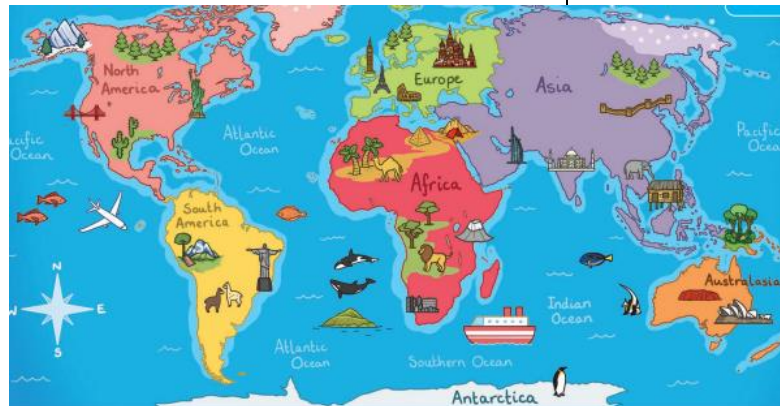 North
America
Europe
Asia
Atlantic
Ocean
acific
Ocean
Pacific
Ocean
Africa
South
America
N
W
E
S
Australasia
Indian
Ocean
Atlantic
Ocean
Southern Ocean
Antarctica